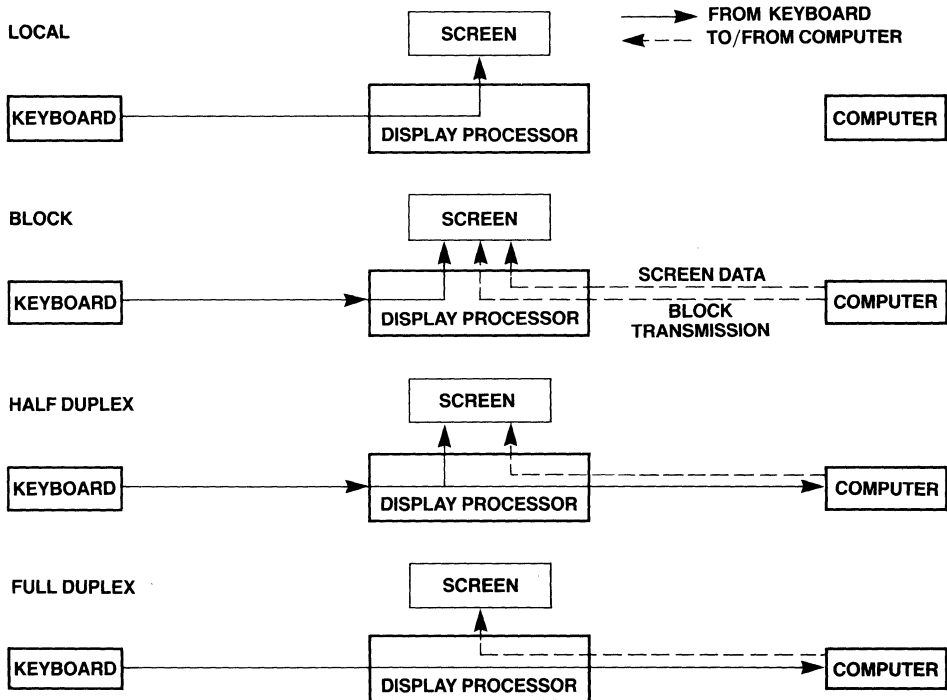 LOCAL
SCREEN
FROM KEYBOARD
TO/FROM COMPUTER
KEYBOARD
DISPLAY PROCESSOR
COMPUTER
BLOCK
SCREEN
SCREEN DATA
KEYBOARD
DISPLAY PROCESSOR
COMPUTER
BLOCK
TRANSMISSION
HALF DUPLEX
SCREEN
KEYBOARD
DISPLAY PROCESSOR
COMPUTER
FULL DUPLEX
SCREEN
KEYBOARD
DISPLAY PROCESSOR
COMPUTER